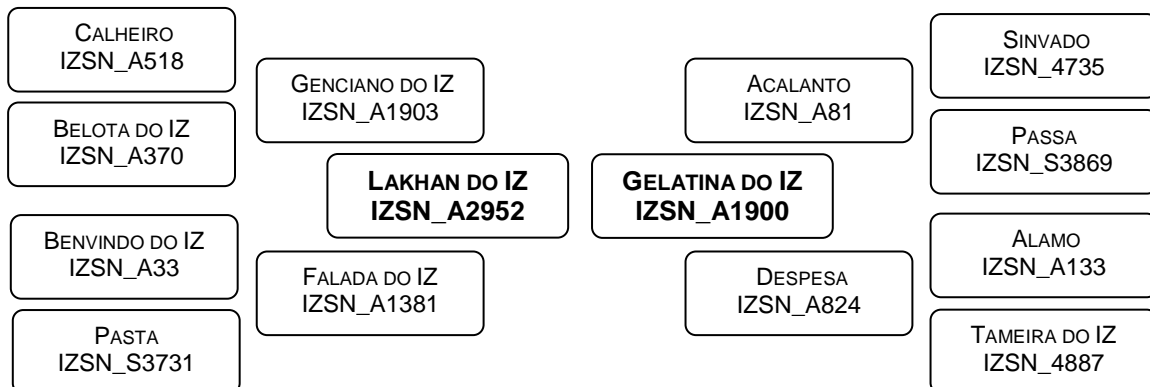 CALHEIRO
IZSN_A518
BELOTA DO IZ
IZSN_A370
BENVINDO DO IZ
IZSN_A33
PASTA
IZSN_S3731
GENCIANO DO IZ
IZSN_A1903
FALADA DO IZ
IZSN_A1381
LAKHAN DO IZ
IZSN_A2952
GELATINA DO IZ
IZSN_A1900
ACALANTO
IZSN_A81
DESPESA
IZSN_A824
SINVADO
IZSN_4735
PASSA
IZSN_S3869
ALAMO
IZSN_A133
TAMEIRA DO IZ
IZSN_4887